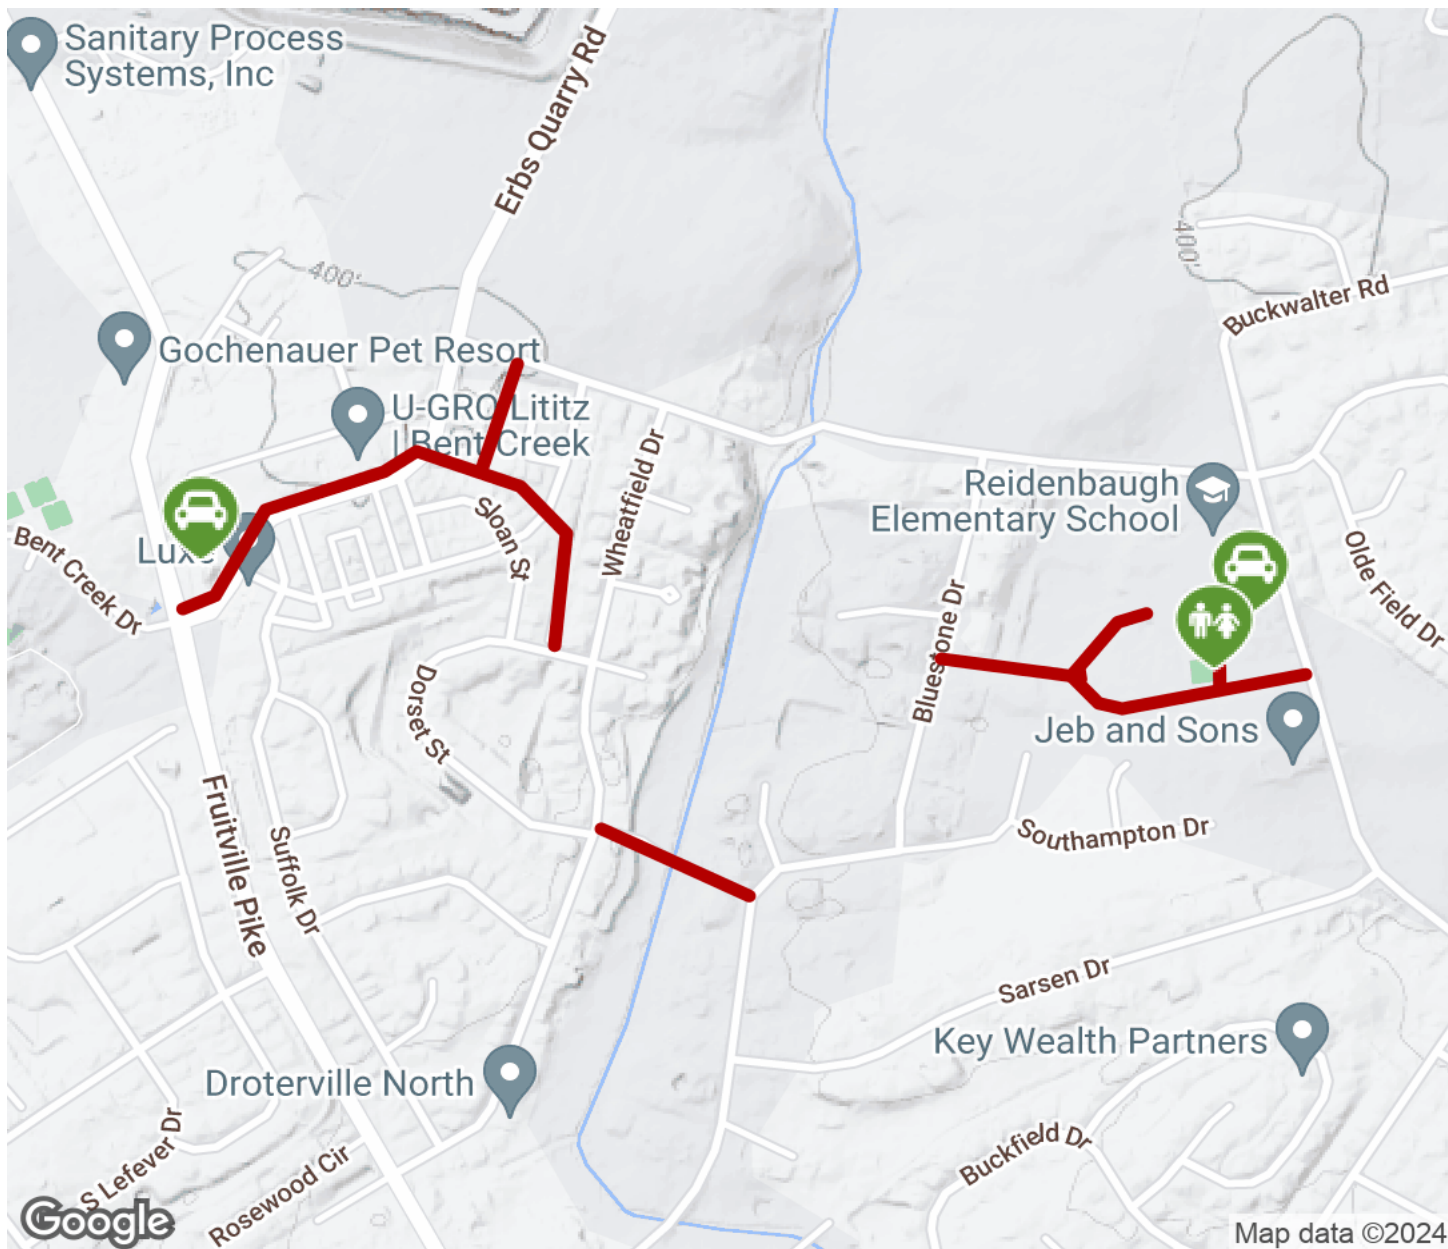 Sanitary Process
Systems, Inc
Erbs Quarry Rd
400'
400'
Buckwalter Rd
Gochenauer Pet Resort
U-GRO Lititz
| Bent Creek
Wheatfield Dr
Sloan St
Reidenbaugh
Elementary School
Luxe
Bent Creek Dr
Olde Field Dr
Bluestone Dr
Dorset St
Jeb and Sons
Fruitville Pike
Suffolk Dr
Southampton Dr
Sarsen Dr
Key Wealth Partners
Droterville North
S Lefever Dr
Rosewood Cir
Buckfield Dr
Google
Map data ©2024